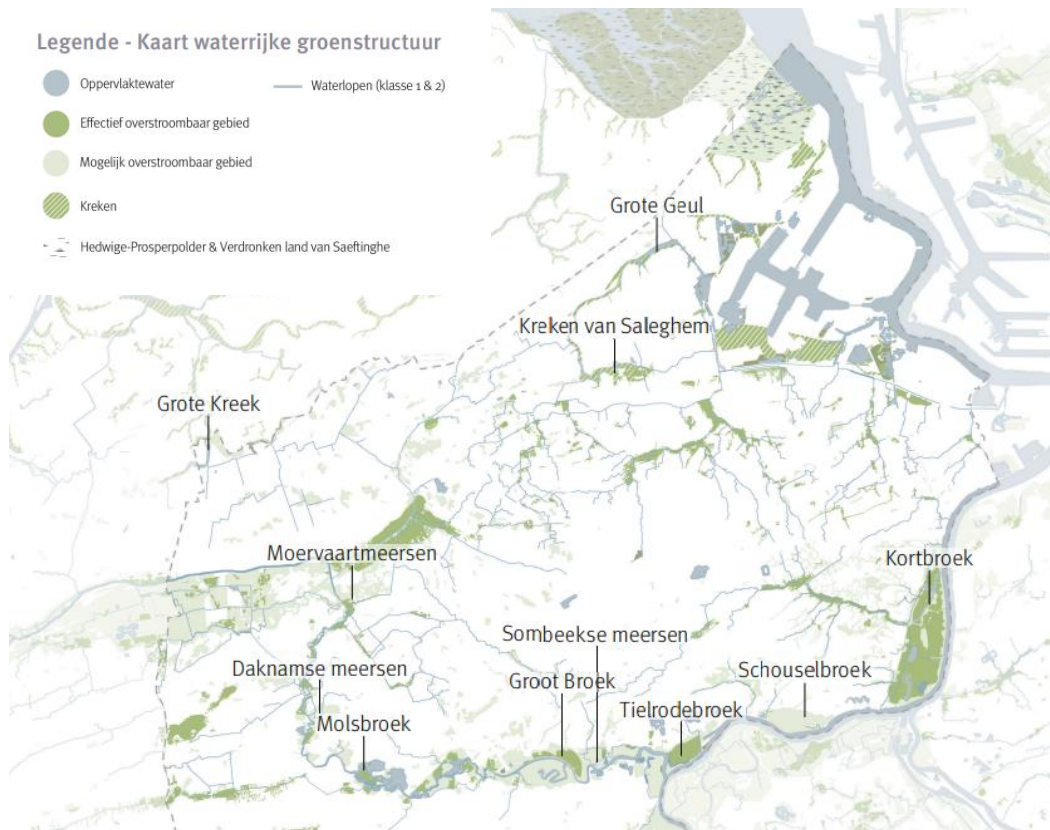 Legende - Kaart waterrijke groenstructuur
Oppervlaktewater
Waterlopen (klasse 1 & 2)
Effectief overstroombaar gebied
Mogelijk overstroombaar gebied
Kreken
Hedwige-Prosperpolder & Verdronken land van Saeftinghe
Grote Geul
Kreken van Saleghem
Grote Kreek
Moervaartmeersen
Kortbroek
Sombeekse meersen
Daknamse meersen
Groot Broek
Schouselbroek
Tielrodebroek
Molsbroek